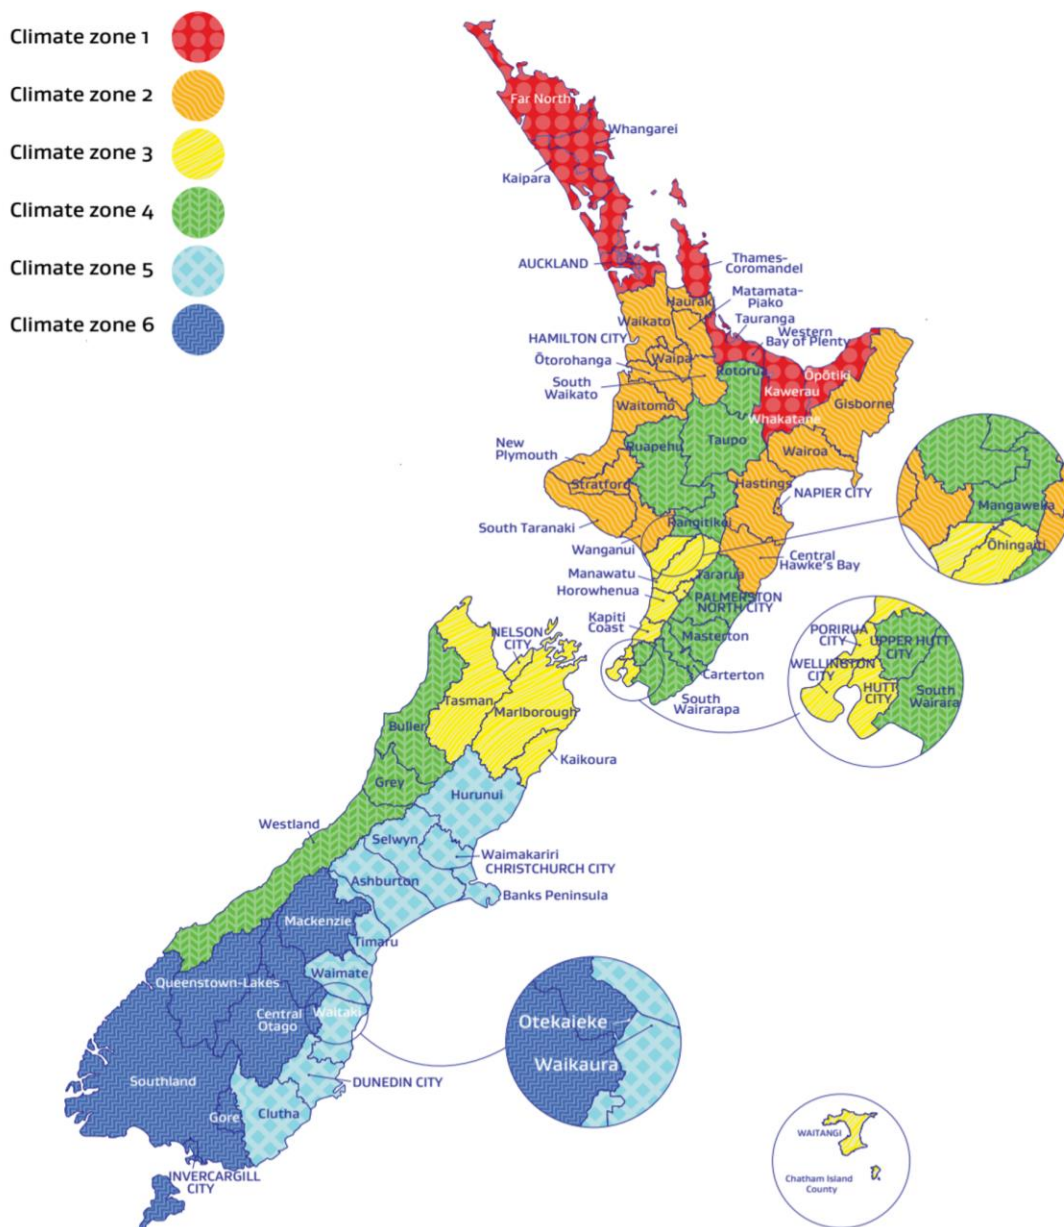 Climate zone 1
Climate zone 2
Climate zone 3
Climate zone 4
Climate zone 5
Climate zone 6
Far North
Whangarei
Kaipara
AUCKLAND
Thames-
Coromandel
Hauraki
Matamata-
Piako
Waikato
Tauranga
HAMILTON CITY
Western
Bay of Plenty
Waipa
Ōtorohanga
Rotorua
Ōpōtiki
South
Waikato
Kawerau
Gisborne
Waitomo
Whakatane
Ruapehu
Taupo
New
Plymouth
Wairoa
Stratford
Hastings
NAPIER CITY
South Taranaki
Rangitikei
Wanganui
Central
Hawke's Bay
Manawatu
Tararua
Horowhenua
PALMERSTON
NORTH CITY
Kapiti
Coast
Masterton
Carterton
South
Wairarapa
Mangaweka
Ōhingaiti
PORIRUA
CITY
UPPER HUTT
CITY
WELLINGTON
CITY
HUTT
CITY
South
Wairara
NELSON
CITY
Tasman
Marlborough
Buller
Kaikoura
Grey
Hurunui
Westland
Selwyn
Waimakariri
CHRISTCHURCH CITY
Ashburton
Banks Peninsula
Mackenzie
Timaru
Waimate
Queenstown-Lakes
Central
Otago
Waitaki
Otekaieke
Waikaura
Southland
DUNEDIN CITY
Gore
Clutha
INVERCARGILL
CITY
WAITANGI
Chatham Island
County